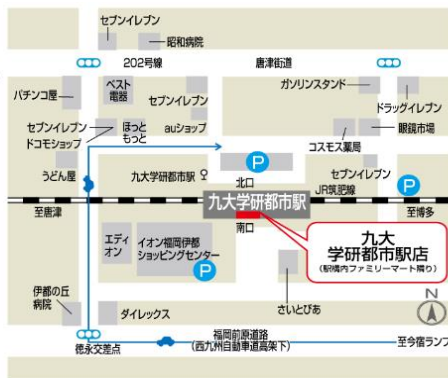 セブンイレブン
昭和病院
202号線
唐津街道
パチンコ屋
ベスト
電器
セブンイレブン
ガソリンスタンド
ドラッグイレブン
セブンイレブン
ドコモショップ
ほっと
もっと
auショップ
コスモス薬局
眼鏡市場
うどん屋
九大学研都市駅
P
北口
セブンイレブン
JR筑肥線
P
至唐津
九大学研都市駅
至博多
南口
エディ
オン
イオン福岡伊都
ショッピングセンター
P
九大
学研都市駅店
(駅構内ファミリーマート隣り)
伊都の丘
病院
ダイレックス
さいとぴあ
N
徳永交差点
福岡前原道路
(西九州自動車道高架下)
至今宿ランプ